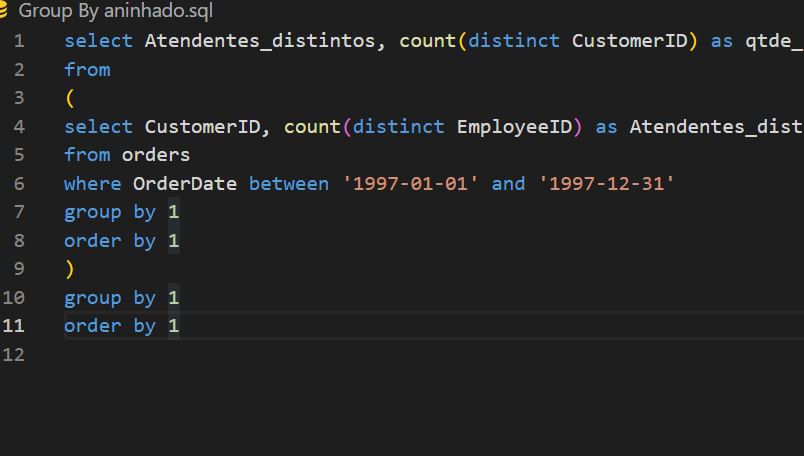 Group By aninhado.sql
1 select Atendentes_distintos, count(distinct CustomerID) as qtde_
2 from
3 (
4 select CustomerID, count(distinct EmployeeID) as Atendentes_dist
5 from orders
6 where OrderDate between '1997-01-01' and '1997-12-31'
7 group by 1
8 order by 1
9 )
10 group by 1
11 order by 1
12